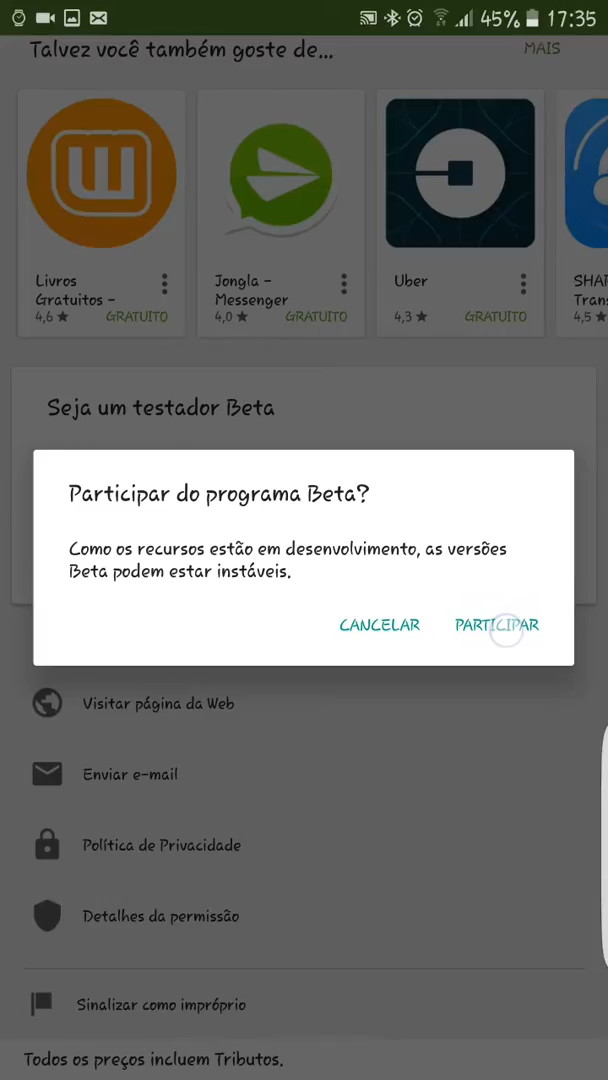 45% 17:35
Talvez você também goste de...
MAIS
Livros
Gratuitos –
4,6 ★ GRATUITO
Jongla –
Messenger
4,0 ★ GRATUITO
Uber
4,3 ★ GRATUITO
SHAR
Trans
4,5 ★
Seja um testador Beta
Participar do programa Beta?
Como os recursos estão em desenvolvimento, as versões
Beta podem estar instáveis.
CANCELAR PARTICIPAR
Visitar página da Web
Enviar e-mail
Política de Privacidade
Detalhes da permissão
Sinalizar como impróprio
Todos os preços incluem Tributos.